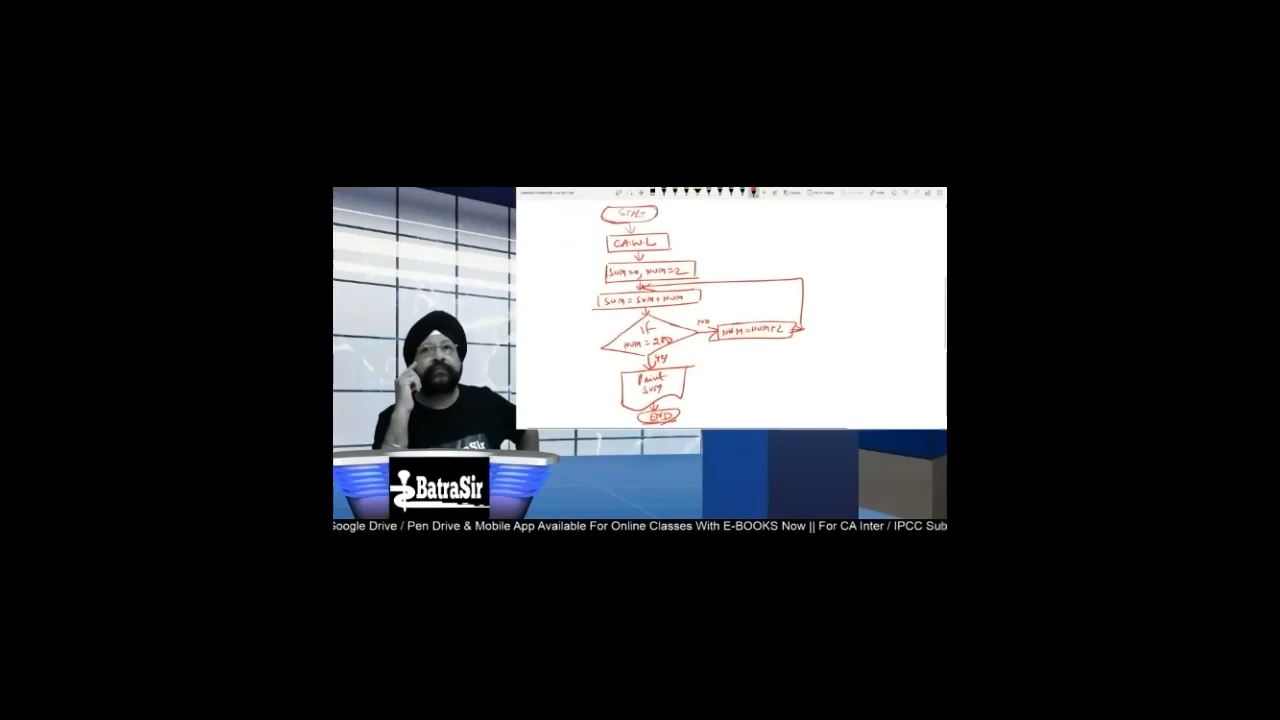 START
CAWL
SUM=0, NUM=2
SUM = SUM + NUM
If
NUM = 200
NO
NUM=NUM+2
Yes
Print
SUM
END
BatraSir
Google Drive / Pen Drive & Mobile App Available For Online Classes With E-BOOKS Now || For CA Inter / IPCC Sub